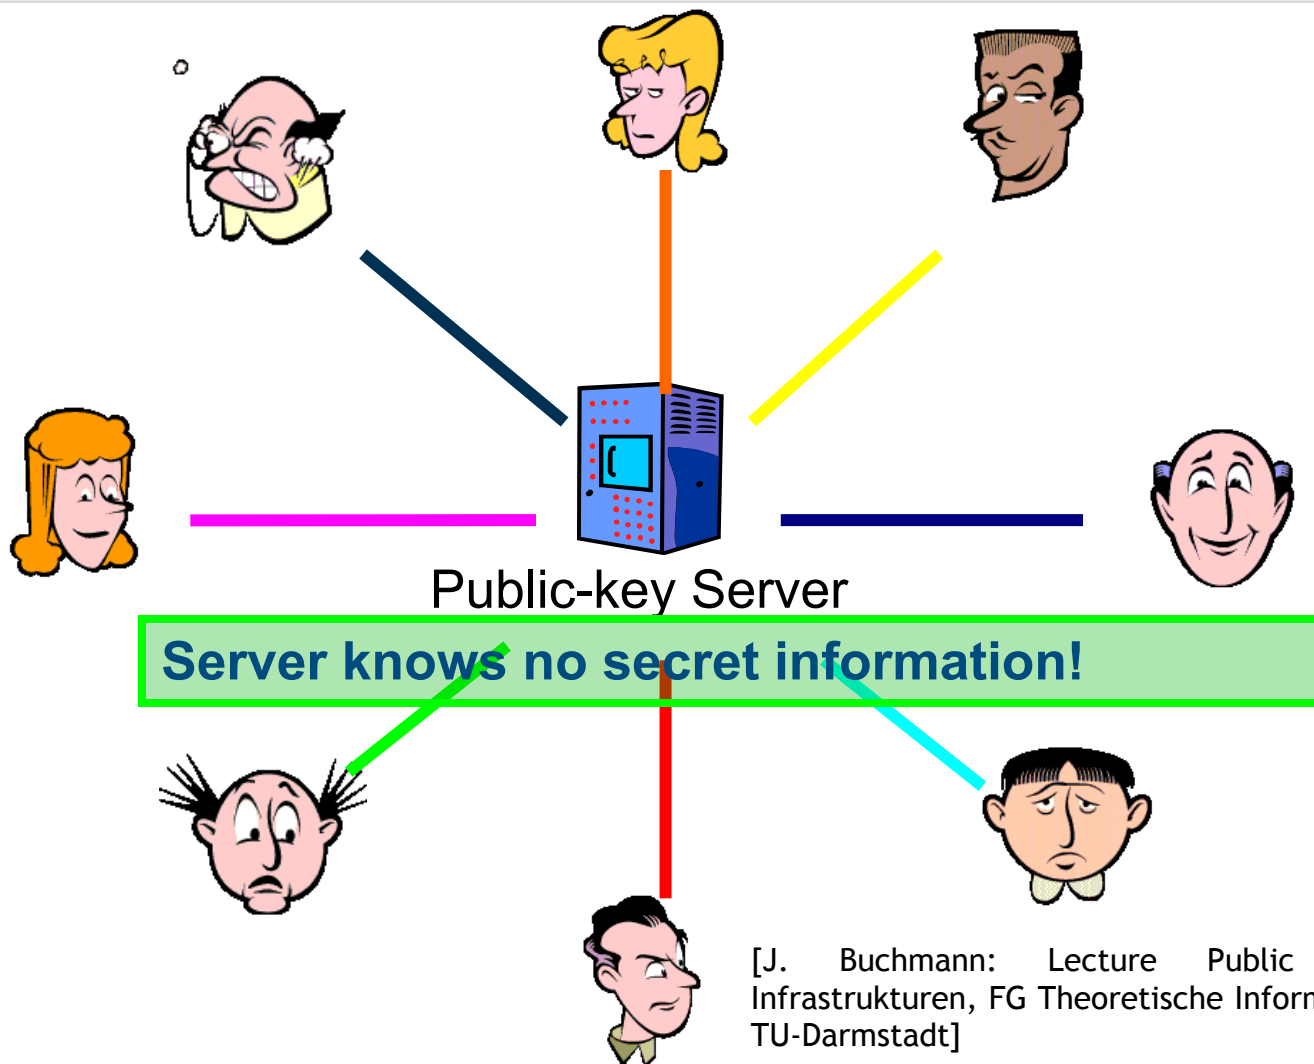 Public-key Server
Server knows no secret information!
[J. Buchmann: Lecture Public
Infrastrukturen, FG Theoretische Inform
TU-Darmstadt]